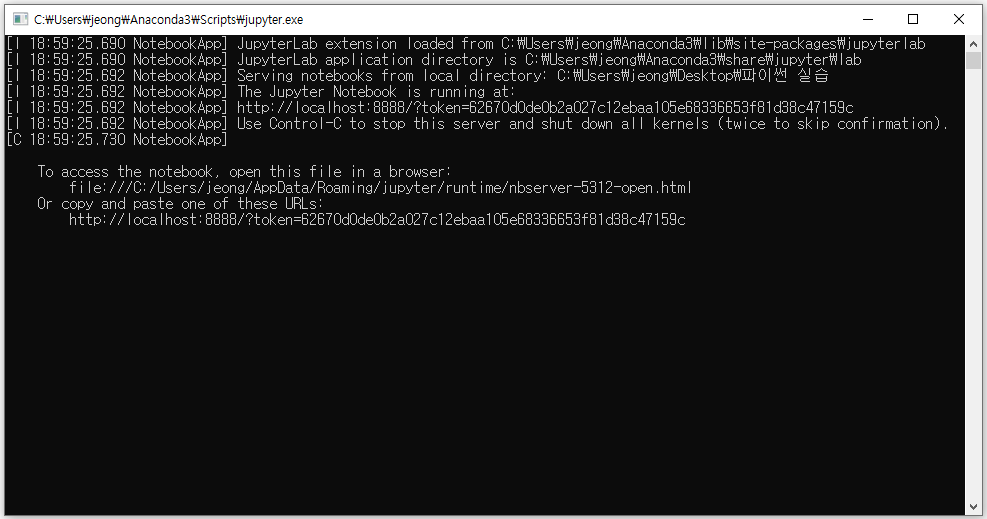 C:₩Users₩jeong₩Anaconda3₩Scripts₩jupyter.exe
[I 18:59:25.690 NotebookApp] JupyterLab extension loaded from C:₩Users₩jeong₩Anaconda3₩lib₩site-packages₩jupyterlab
[I 18:59:25.690 NotebookApp] JupyterLab application directory is C:₩Users₩jeong₩Anaconda3₩share₩jupyter₩lab
[I 18:59:25.692 NotebookApp] Serving notebooks from local directory: C:₩Users₩jeong₩Desktop₩파이썬 실습
[I 18:59:25.692 NotebookApp] The Jupyter Notebook is running at:
[I 18:59:25.692 NotebookApp] http://localhost:8888/?token=62670d0de0b2a027c12ebaa105e68336653f81d38c47159c
[I 18:59:25.692 NotebookApp] Use Control-C to stop this server and shut down all kernels (twice to skip confirmation).
[C 18:59:25.730 NotebookApp]
To access the notebook, open this file in a browser:
file:///C:/Users/jeong/AppData/Roaming/jupyter/runtime/nbserver-5312-open.html
Or copy and paste one of these URLs:
http://localhost:8888/?token=62670d0de0b2a027c12ebaa105e68336653f81d38c47159c